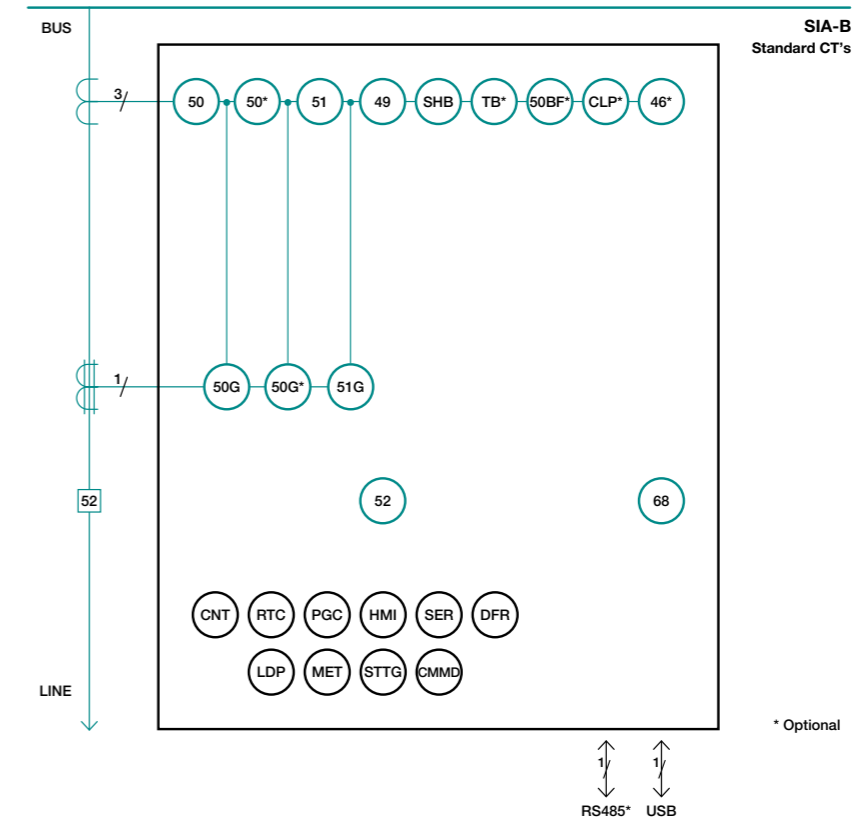 BUS
SIA-B
Standard CT's
3/
50 50* 51 49 SHB TB* 50BF* CLP* 46*
1/
50G 50G* 51G
52
52 68
CNT RTC PGC HMI SER DFR
LDP MET STTG CMMD
LINE
* Optional
1/ 1/
RS485* USB